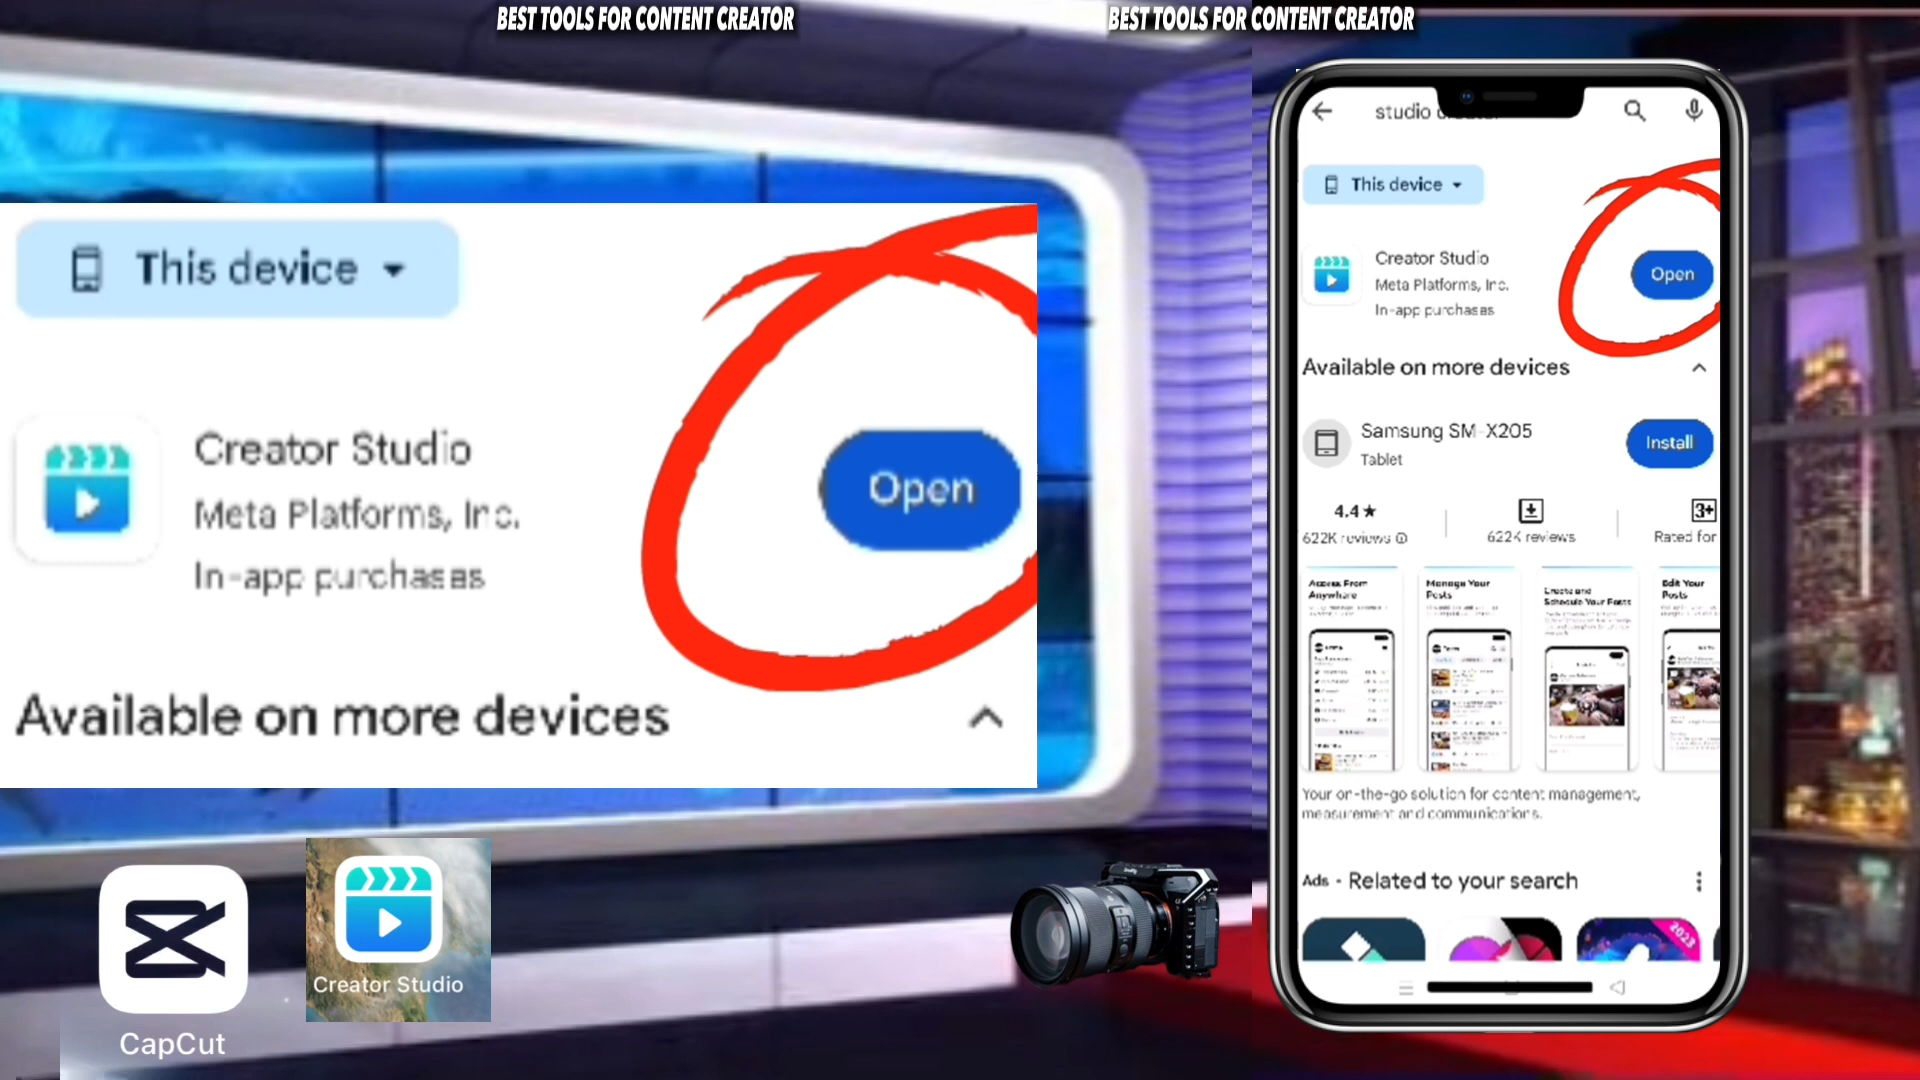 BEST TOOLS FOR CONTENT CREATOR
BEST TOOLS FOR CONTENT CREATOR
This device
Creator Studio
Meta Platforms, Inc.
In-app purchases
Open
Available on more devices
CapCut
Creator Studio
studio
This device
Creator Studio
Meta Platforms, Inc.
In-app purchases
Open
Available on more devices
Samsung SM-X205
Tablet
Install
4.4★
622K reviews
622K reviews
3+
Rated for
Access From
Anywhere
Manage Your
Posts
Create and
Schedule Your Posts
Edit Your
Posts
Your on-the-go solution for content management,
measurement and communications.
Ads · Related to your search
2023